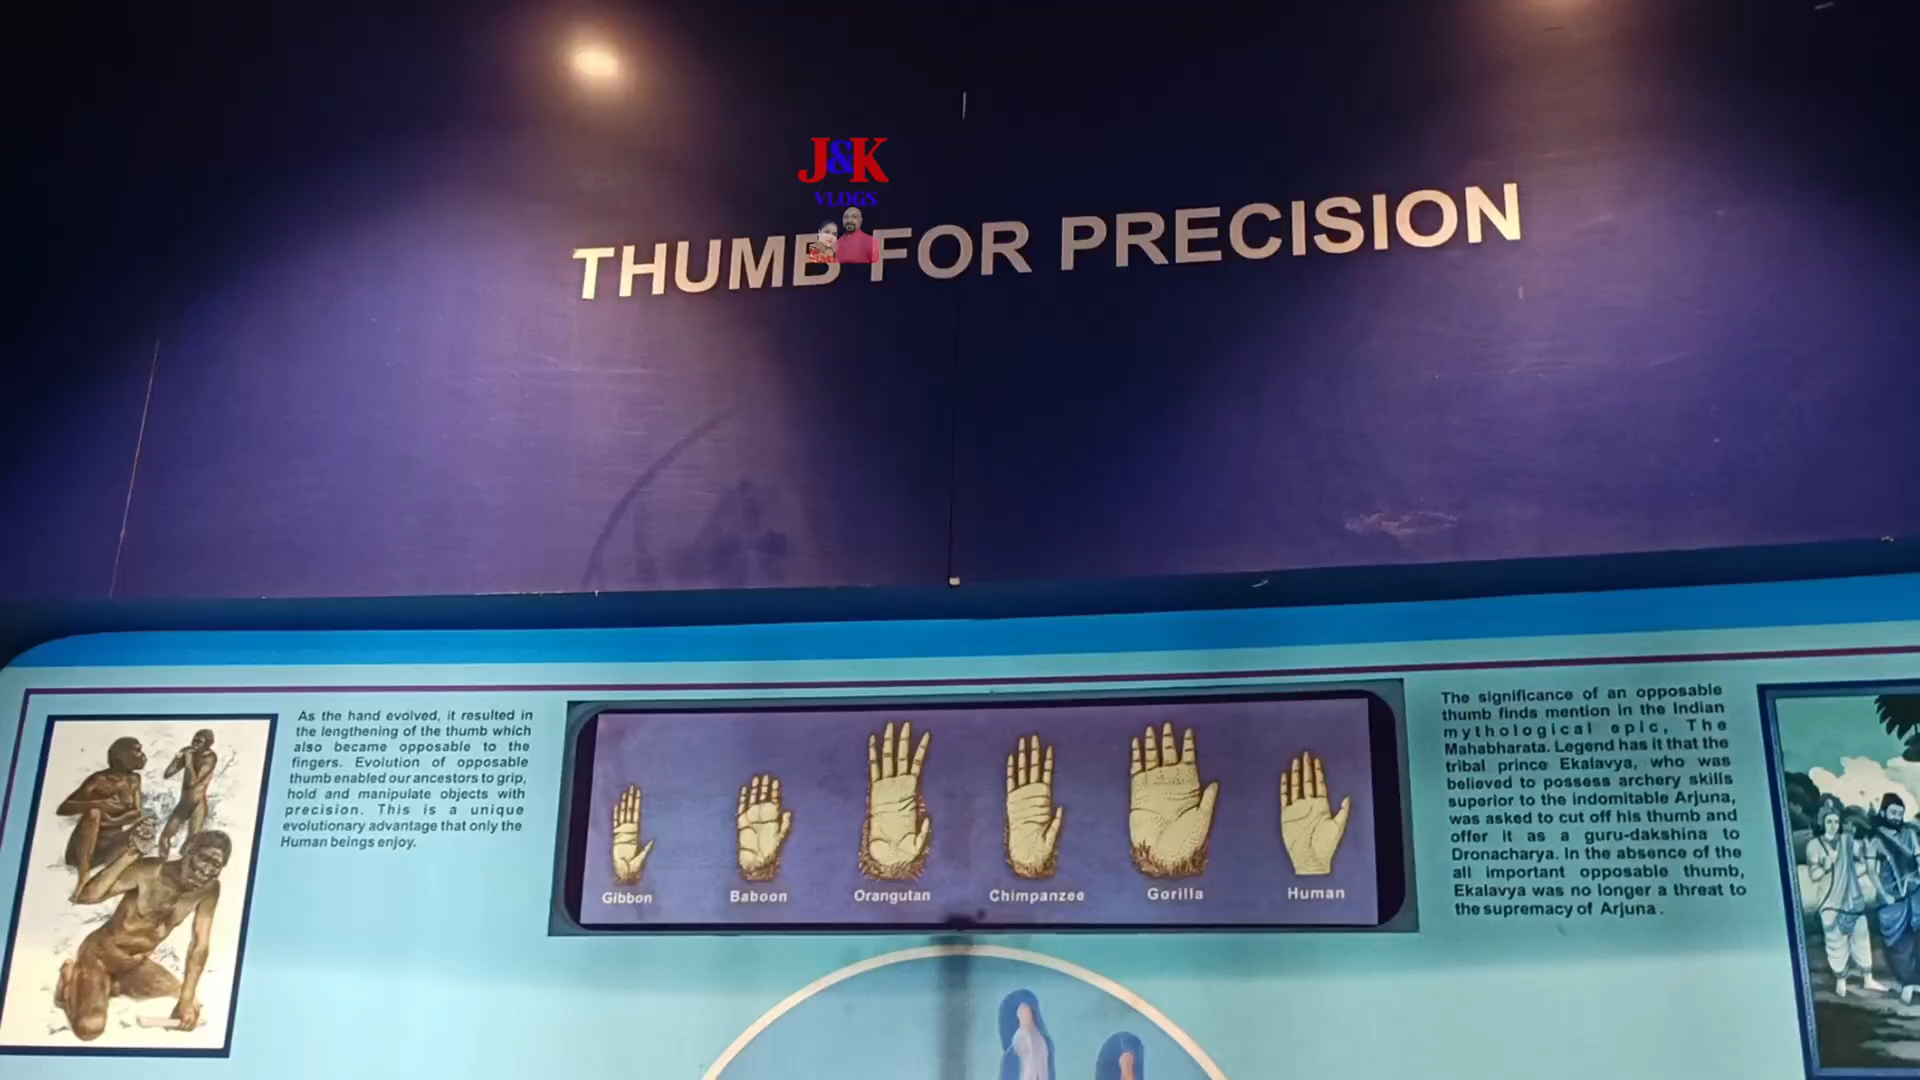 J&K
VLOGS
THUMB FOR PRECISION
As the hand evolved, it resulted in
the lengthening of the thumb which
also became opposable to the
fingers. Evolution of opposable
thumb enabled our ancestors to grip,
hold and manipulate objects with
precision. This is a unique
evolutionary advantage that only the
Human beings enjoy.
Gibbon
Baboon
Orangutan
Chimpanzee
Gorilla
Human
The significance of an opposable
thumb finds mention in the Indian
mythological epic, The
Mahabharata. Legend has it that the
tribal prince Ekalavya, who was
believed to possess archery skills
superior to the indomitable Arjuna,
was asked to cut off his thumb and
offer it as a guru-dakshina to
Dronacharya. In the absence of the
all important opposable thumb,
Ekalavya was no longer a threat to
the supremacy of Arjuna.